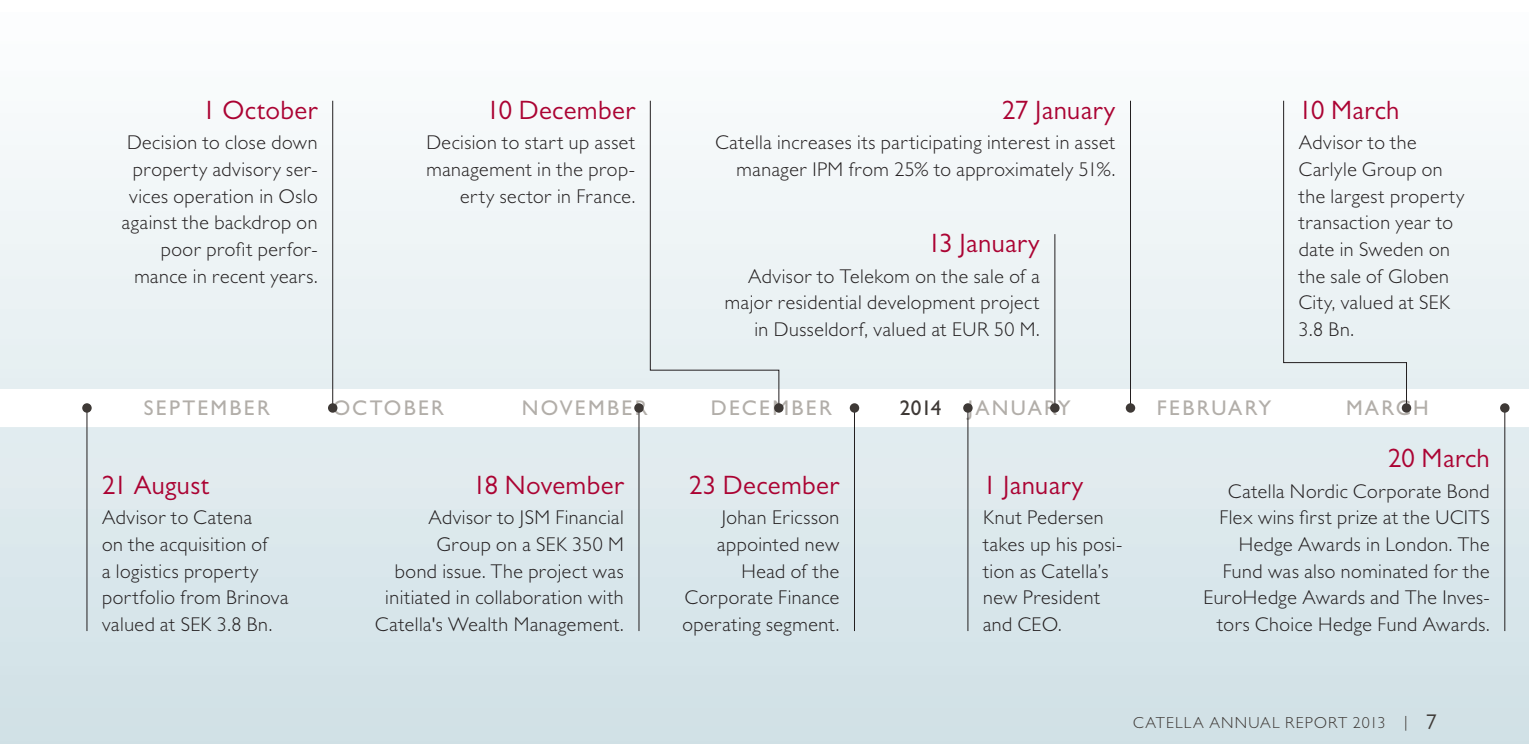 1 October
Decision to close down
property advisory ser-
vices operation in Oslo
against the backdrop on
poor profit perfor-
mance in recent years.
10 December
Decision to start up asset
management in the prop-
erty sector in France.
27 January
Catella increases its participating interest in asset
manager IPM from 25% to approximately 51%.
13 January
Advisor to Telekom on the sale of a
major residential development project
in Dusseldorf, valued at EUR 50 M.
10 March
Advisor to the
Carlyle Group on
the largest property
transaction year to
date in Sweden on
the sale of Globen
City, valued at SEK
3.8 Bn.
SEPTEMBER OCTOBER NOVEMBER DECEMBER 2014 JANUARY FEBRUARY MARCH
21 August
Advisor to Catena
on the acquisition of
a logistics property
portfolio from Brinova
valued at SEK 3.8 Bn.
18 November
Advisor to JSM Financial
Group on a SEK 350 M
bond issue. The project was
initiated in collaboration with
Catella's Wealth Management.
23 December
Johan Ericsson
appointed new
Head of the
Corporate Finance
operating segment.
1 January
Knut Pedersen
takes up his posi-
tion as Catella’s
new President
and CEO.
20 March
Catella Nordic Corporate Bond
Flex wins first prize at the UCITS
Hedge Awards in London. The
Fund was also nominated for the
EuroHedge Awards and The Inves-
tors Choice Hedge Fund Awards.
CATELLA ANNUAL REPORT 2013 | 7